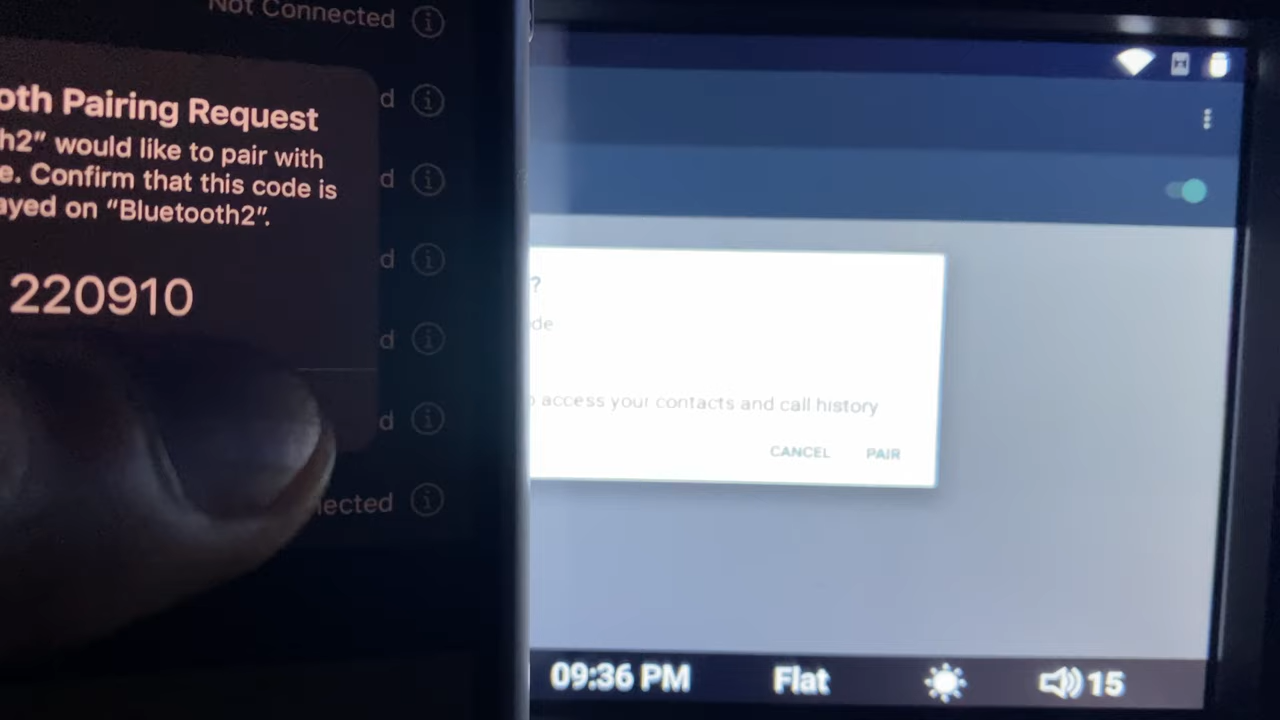 Not Connected
oth Pairing Request
h2" would like to pair with
e. Confirm that this code is
ayed on "Bluetooth2".
220910
d
d
d
d
d
ected
?
de
access your contacts and call history
CANCEL PAIR
09:36 PM Flat 15